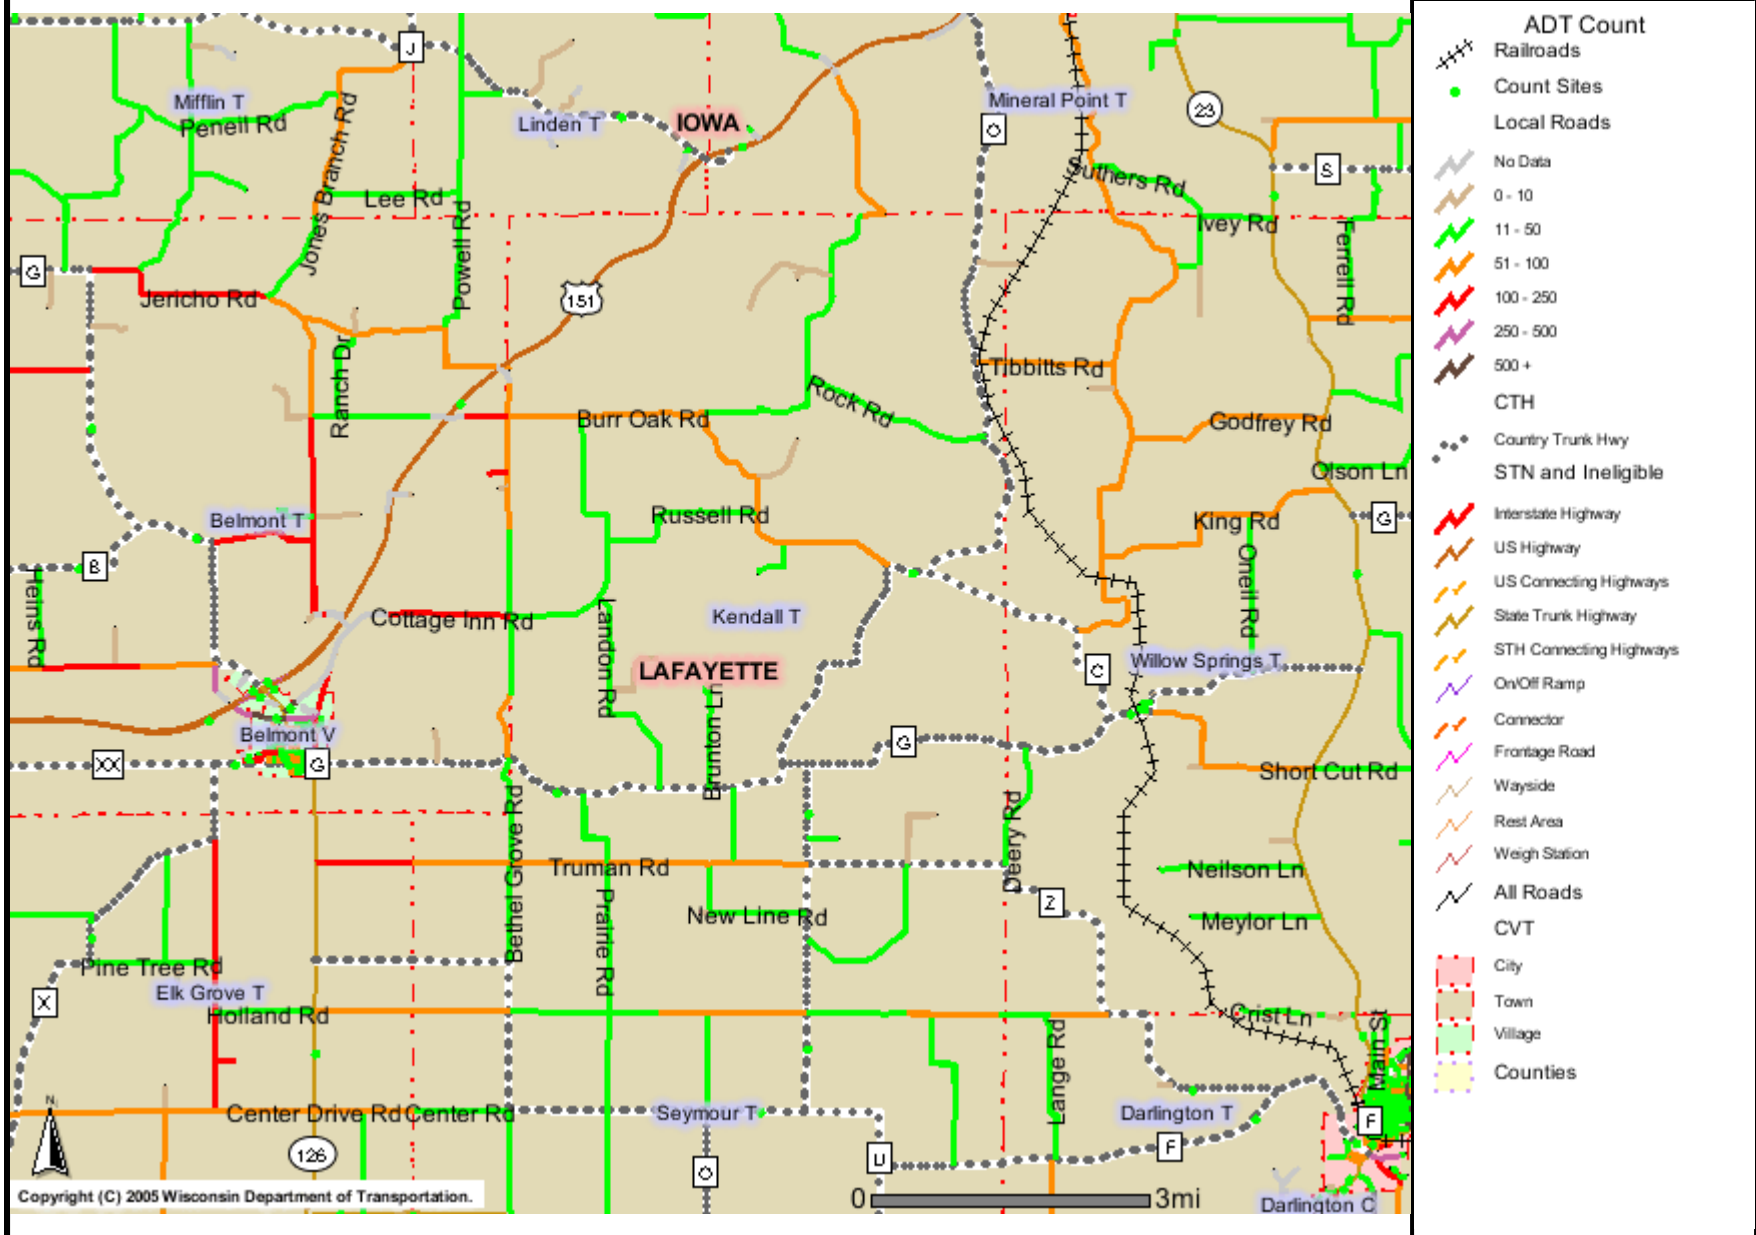 ADT Count
Railroads
Count Sites
Local Roads
No Data
0 - 10
11 - 50
51 - 100
100 - 250
250 - 500
500 +
CTH
Country Trunk Hwy
STN and Ineligible
Interstate Highway
US Highway
US Connecting Highways
State Trunk Highway
STH Connecting Highways
On/Off Ramp
Connector
Frontage Road
Wayside
Rest Area
Weigh Station
All Roads
CVT
City
Town
Village
Counties
J
Mifflin T
Peneil Rd
Jones Branch Rd
Linden T
IOWA
Mineral Point T
O
23
S
Suthers Rd
Lee Rd
Powell Rd
Ivey Rd
Ferrell Rd
G
Jericho Rd
151
Ranch Dr
Tibbitts Rd
Rock Rd
Burr Oak Rd
Godfrey Rd
Olson Ln
Belmont T
Russell Rd
King Rd
G
B
Heins Rd
Oneill Rd
Cottage Inn Rd
Landon Rd
Kendall T
LAFAYETTE
C
Willow Springs T
Brunton Ln
Belmont V
XX
G
G
Short Cut Rd
Bethel Grove Rd
Deery Rd
Truman Rd
Neilson Ln
Prairie Rd
New Line Rd
Z
Meylor Ln
Pine Tree Rd
Elk Grove T
X
Holland Rd
Crist Ln
Main St
Lange Rd
N
Center Drive Rd
Center Rd
Seymour T
Darlington T
F
F
126
U
O
Copyright (C) 2005 Wisconsin Department of Transportation.
0
3mi
Darlington C